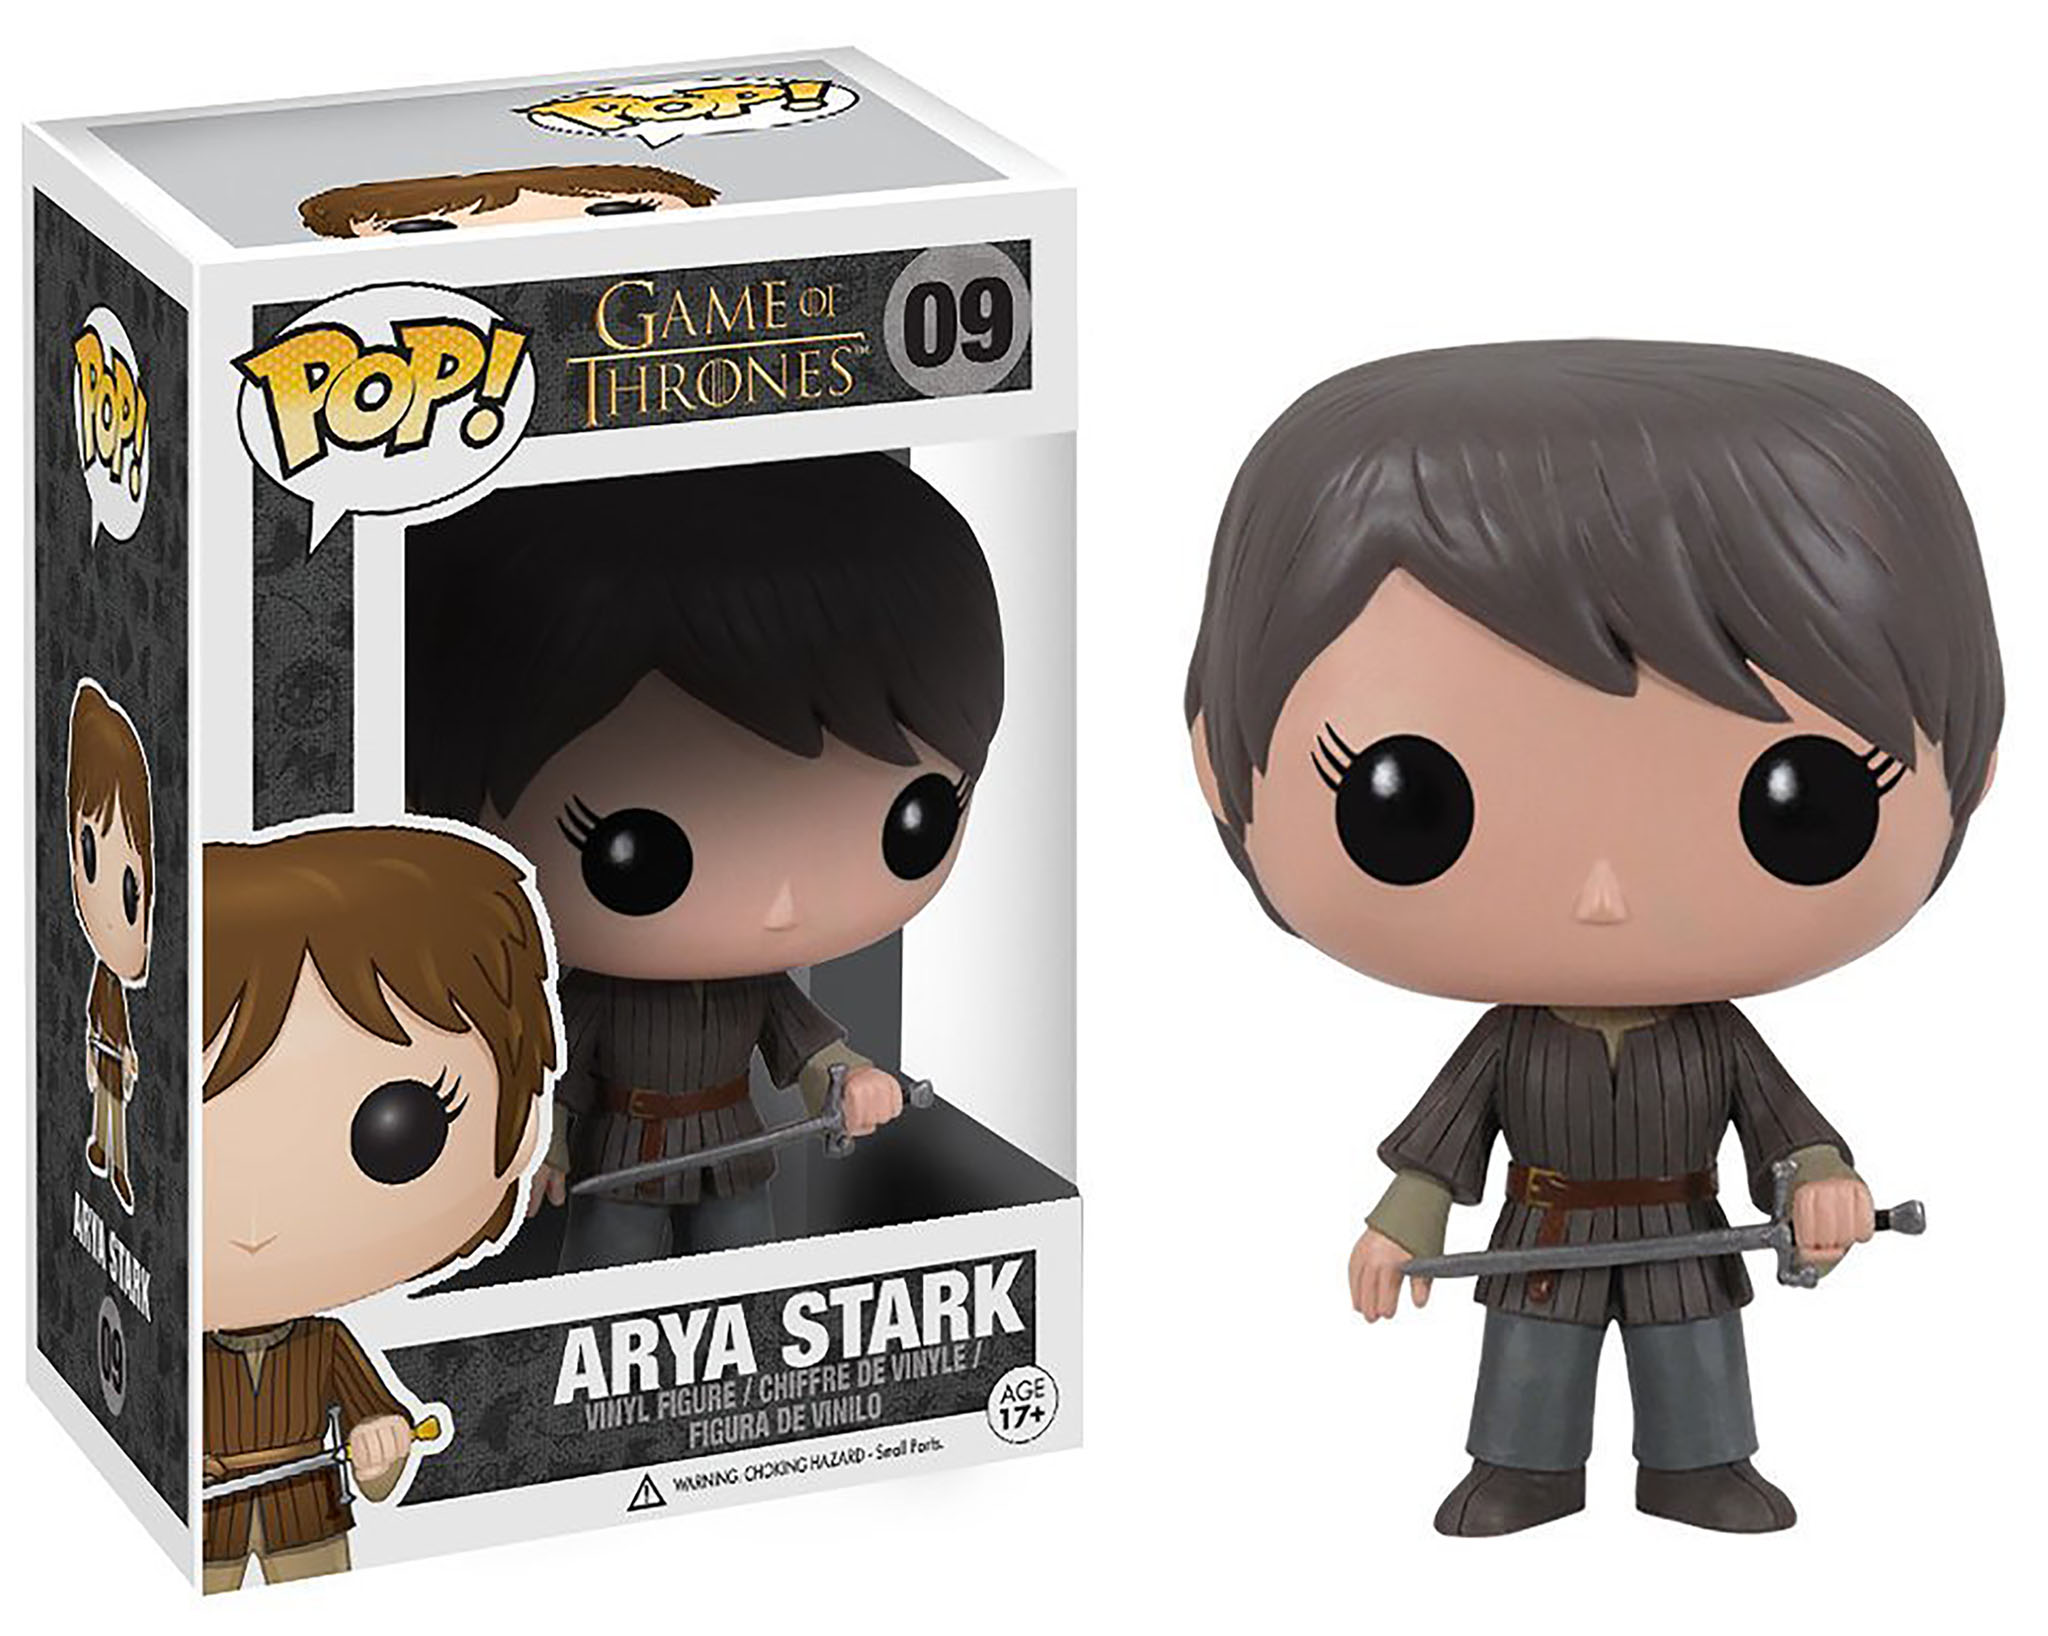 POP!
POP!
GAME OF
THRONES™
09
POP!
ARYA STARK
09
ARYA STARK
VINYL FIGURE / CHIFFRE DE VINYLE /
FIGURA DE VINILO
AGE
17+
WARNING: CHOKING HAZARD - Small Parts.